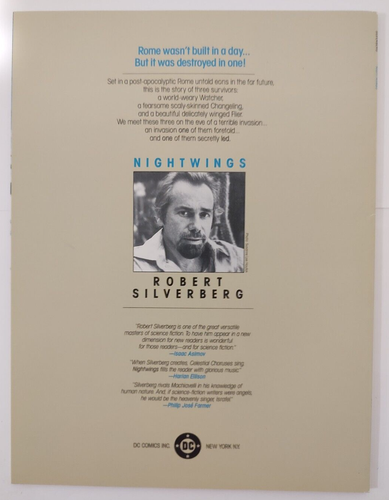 Rome wasn't built in a day...
But it was destroyed in one!
Set in a post-apocalyptic Rome untold eons in the far future,
this is the story of three survivors:
a world-weary Watcher,
a fearsome scaly-skinned Changeling,
and a beautiful delicately winged Flier.
We meet these three on the eve of a terrible invasion...
an invasion one of them foretold...
and one of them secretly led.
NIGHTWINGS
ROBERT
SILVERBERG
"Robert Silverberg is one of the great versatile
masters of science fiction. To have him appear in a new
dimension for new readers is wonderful
for those readers—and for science fiction."
—Isaac Asimov
"When Silverberg creates, Celestial Choruses sing.
Nightwings fills the reader with glorious music."
—Harlan Ellison
"Silverberg rivals Machiavelli in his knowledge of
human nature. And, if science-fiction writers were angels,
he would be the heavenly singer, Israfel."
—Philip José Farmer
DC COMICS INC. DC NEW YORK NY.